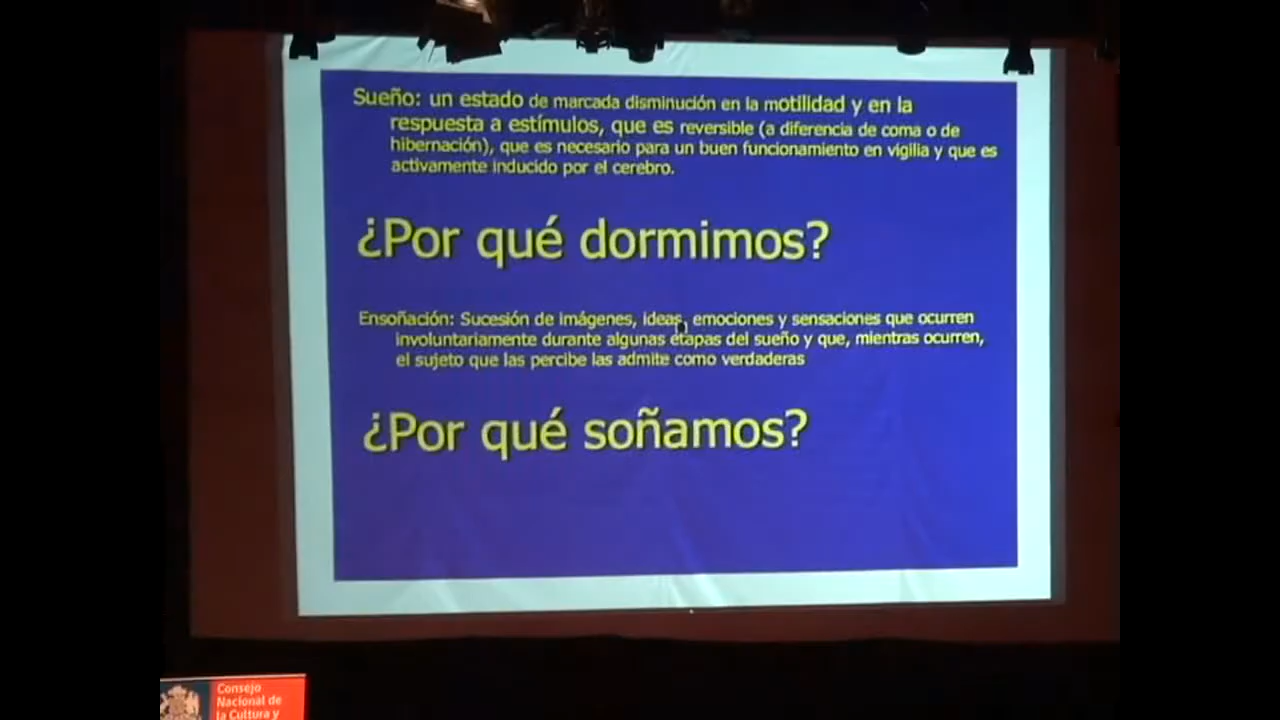 Sueño: un estado de marcada disminución en la motilidad y en la
respuesta a estímulos, que es reversible (a diferencia de coma o de
hibernación), que es necesario para un buen funcionamiento en vigilia y que es
activamente inducido por el cerebro.
¿Por qué dormimos?
Ensoñación: Sucesión de imágenes, ideas, emociones y sensaciones que ocurren
involuntariamente durante algunas etapas del sueño y que, mientras ocurren,
el sujeto que las percibe las admite como verdaderas
¿Por qué soñamos?
Consejo
Nacional de
la Cultura y